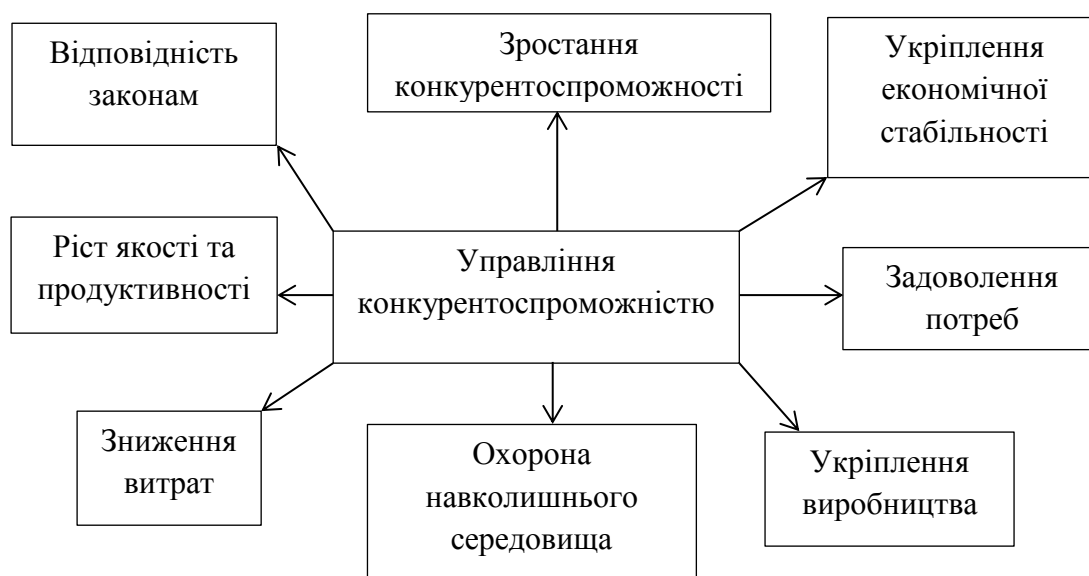 Відповідність
законам
Зростання
конкурентоспроможності
Укріплення
економічної
стабільності
Ріст якості та
продуктивності
Управління
конкурентоспроможністю
Задоволення
потреб
Зниження
витрат
Охорона
навколишнього
середовища
Укріплення
виробництва